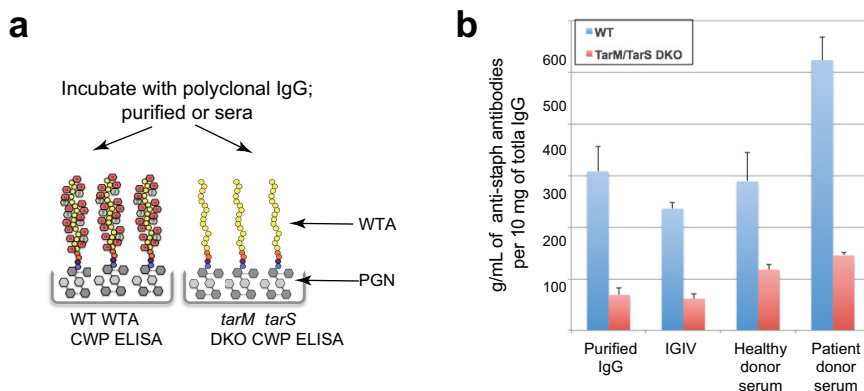 a
Incubate with polyclonal IgG;
purified or sera
WTA
PGN
WT WTA
CWP ELISA
tarM tarS
DKO CWP ELISA
b
WT
TarM/TarS DKO
g/mL of anti-staph antibodies
per 10 mg of totla IgG
600
500
400
300
200
100
Purified
IgG
IGIV
Healthy
donor
serum
Patient
donor
serum